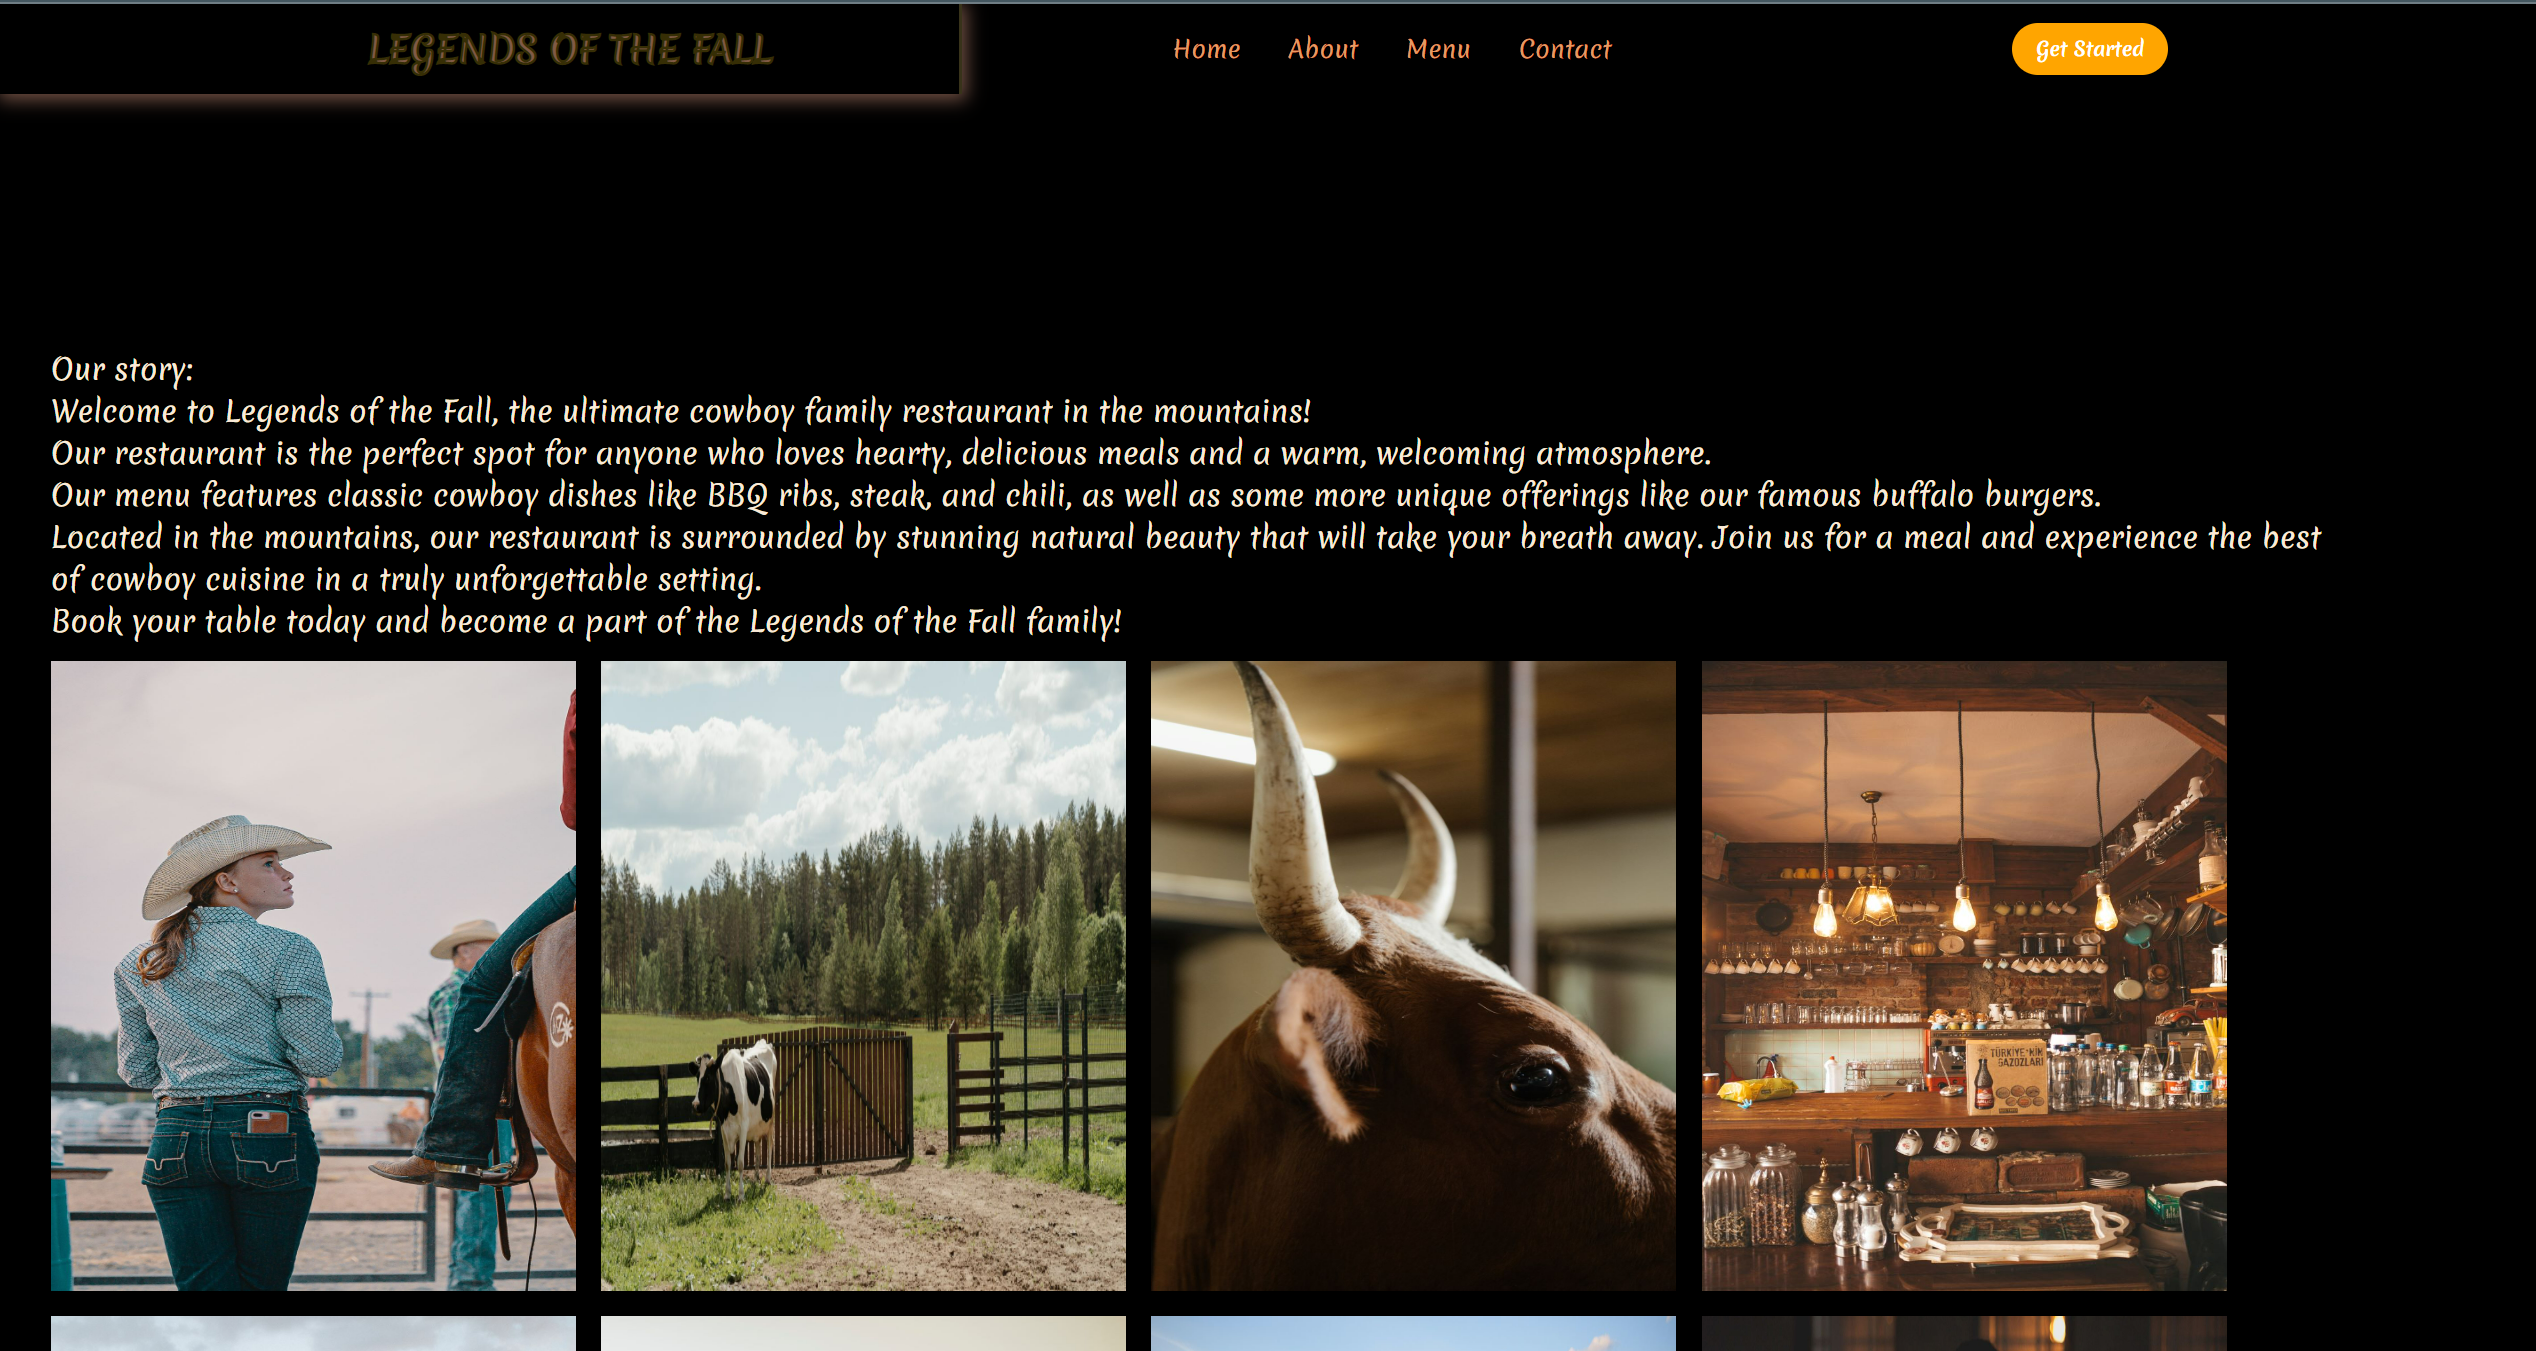 LEGENDS OF THE FALL
Home About Menu Contact
Get Started
Our story:
Welcome to Legends of the Fall, the ultimate cowboy family restaurant in the mountains!
Our restaurant is the perfect spot for anyone who loves hearty, delicious meals and a warm, welcoming atmosphere.
Our menu features classic cowboy dishes like BBQ ribs, steak, and chili, as well as some more unique offerings like our famous buffalo burgers.
Located in the mountains, our restaurant is surrounded by stunning natural beauty that will take your breath away. Join us for a meal and experience the best
of cowboy cuisine in a truly unforgettable setting.
Book your table today and become a part of the Legends of the Fall family!
TÜRKİYE'NİN
GAZOZLARI